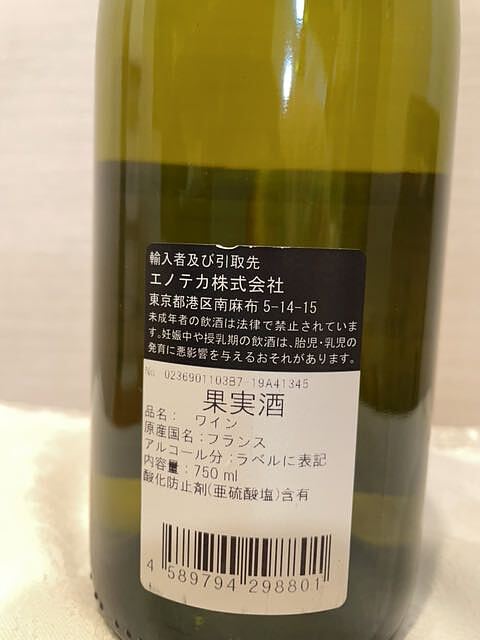 輸入者及び引取先
エノテカ株式会社
東京都港区南麻布 5-14-15
未成年者の飲酒は法律で禁止されていま
す。妊娠中や授乳期の飲酒は、胎児・乳児の
発育に悪影響を与えるおそれがあります。
No. 0236901103B7-19A41345
果実酒
品名： ワイン
原産国名：フランス
アルコール分：ラベルに表記
内容量：750 ml
酸化防止剤(亜硫酸塩)含有
4 589794 298801